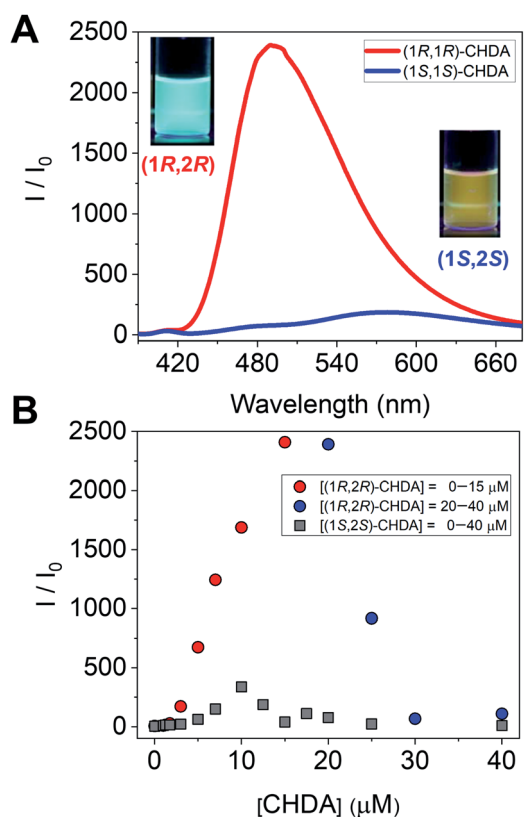 A
2500
2000
1500
1000
500
0
I / I0
(1R,1R)-CHDA
(1S,1S)-CHDA
(1R,2R)
(1S,2S)
420 480 540 600 660
Wavelength (nm)
B
2500
2000
1500
1000
500
0
I / I0
[(1R,2R)-CHDA] = 0–15 μM
[(1R,2R)-CHDA] = 20–40 μM
[(1S,2S)-CHDA] = 0–40 μM
0 10 20 30 40
[CHDA] (μM)